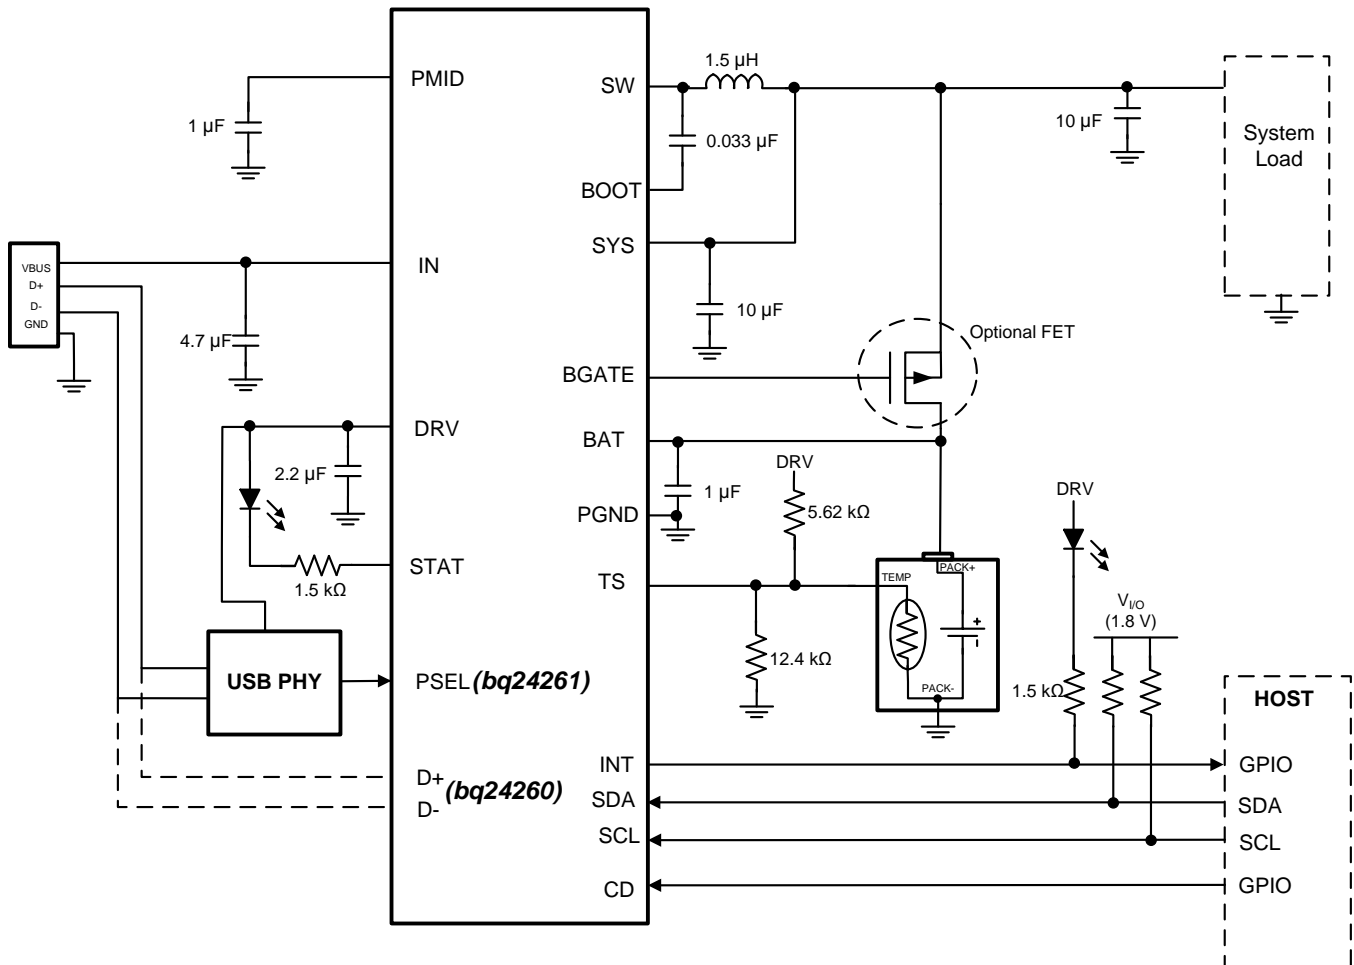 PMID
1 µF
VBUS
D+
D-
GND
IN
4.7 µF
DRV
2.2 µF
STAT
1.5 kΩ
USB PHY
PSEL (bq24261)
D+
D-
(bq24260)
SW
1.5 µH
0.033 µF
BOOT
SYS
10 µF
10 µF
System
Load
Optional FET
BGATE
BAT
1 µF
PGND
DRV
5.62 kΩ
TS
12.4 kΩ
TEMP
PACK+
+
PACK-
DRV
1.5 kΩ
VI/O
(1.8 V)
HOST
INT
GPIO
SDA
SDA
SCL
SCL
CD
GPIO